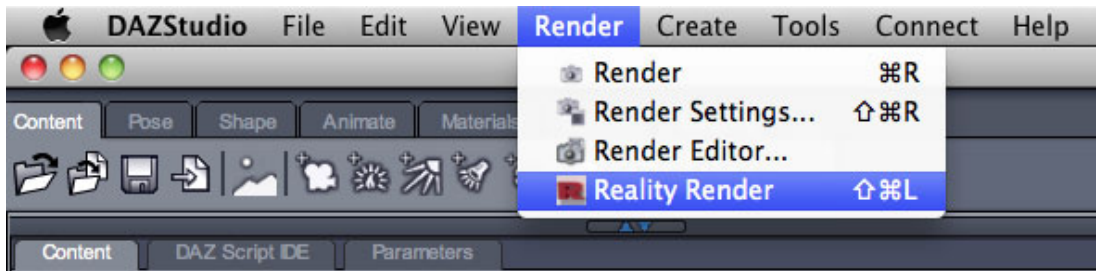 DAZStudio File Edit View Render Create Tools Connect Help
Render ⌘R
Render Settings... ⇧⌘R
Render Editor...
Reality Render ⇧⌘L
Content Pose Shape Animate Materials
Content DAZ Script IDE Parameters